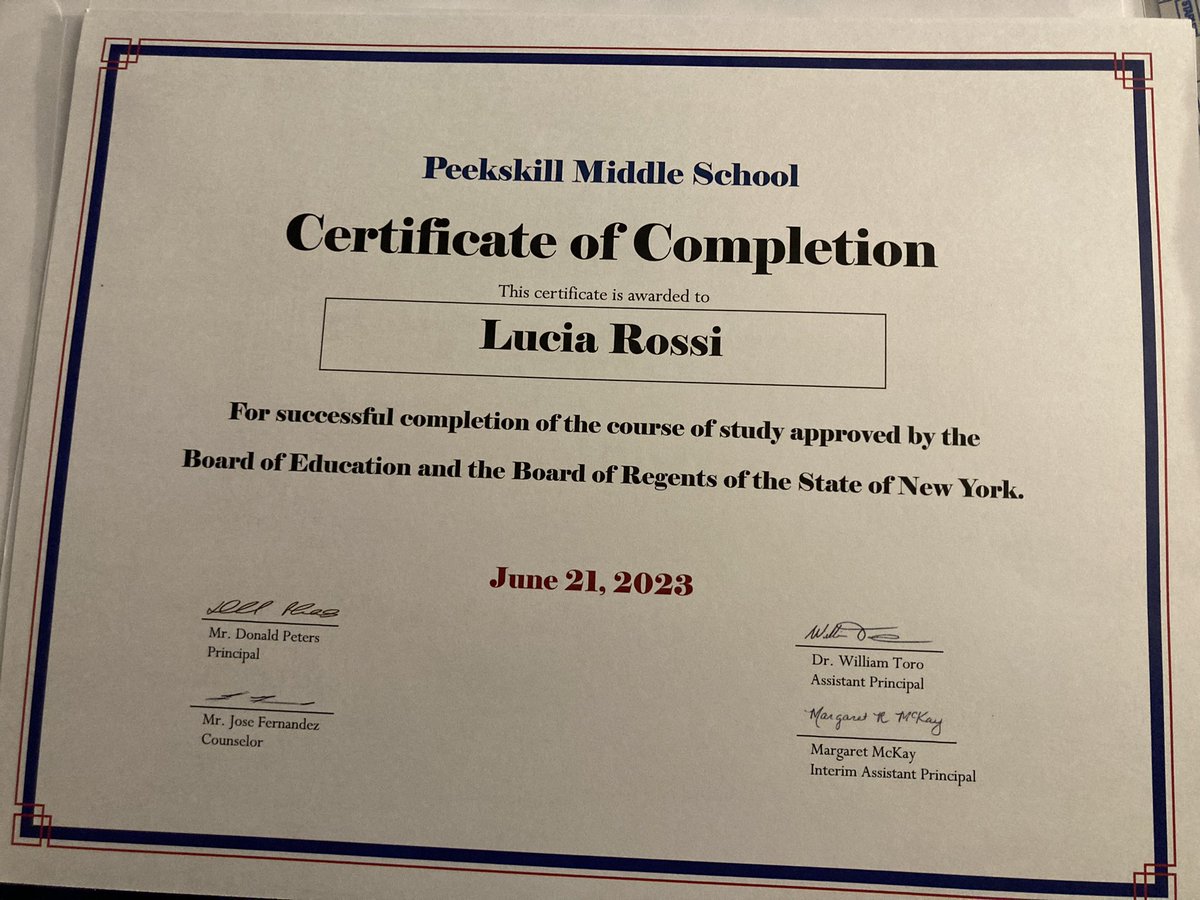 Peekskill Middle School
Certificate of Completion
This certificate is awarded to
Lucia Rossi
For successful completion of the course of study approved by the
Board of Education and the Board of Regents of the State of New York.
June 21, 2023
Mr. Donald Peters
Principal
Mr. Jose Fernandez
Counselor
Dr. William Toro
Assistant Principal
Margaret R McKay
Margaret McKay
Interim Assistant Principal